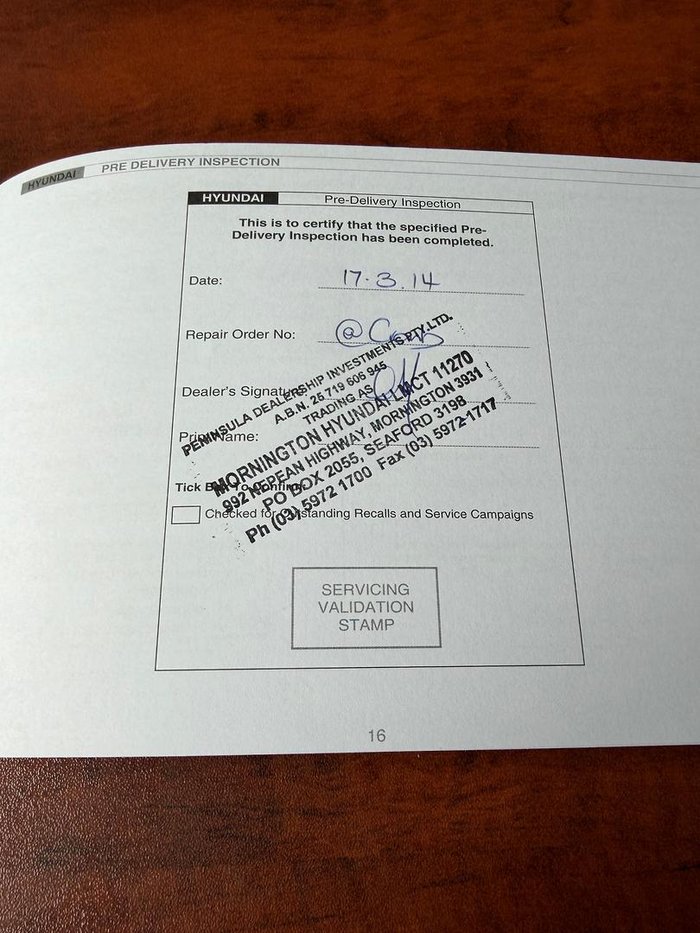 HYUNDAI PRE DELIVERY INSPECTION
HYUNDAI Pre-Delivery Inspection
This is to certify that the specified Pre-
Delivery Inspection has been completed.
Date: 17.3.14
Repair Order No: @
Dealer's Signature:
Print Name:
PENINSULA DEALERSHIP INVESTMENTS PTY.LTD.
A.B.N. 25 719 606 945
TRADING AS
MORNINGTON HYUNDAI LMCT 11270
992 NEPEAN HIGHWAY, MORNINGTON 3931
PO BOX 2055, SEAFORD 3198
Ph (03) 5972 1700 Fax (03) 5972-1717
Tick Box To Confirm:
Checked for Outstanding Recalls and Service Campaigns
SERVICING
VALIDATION
STAMP
16